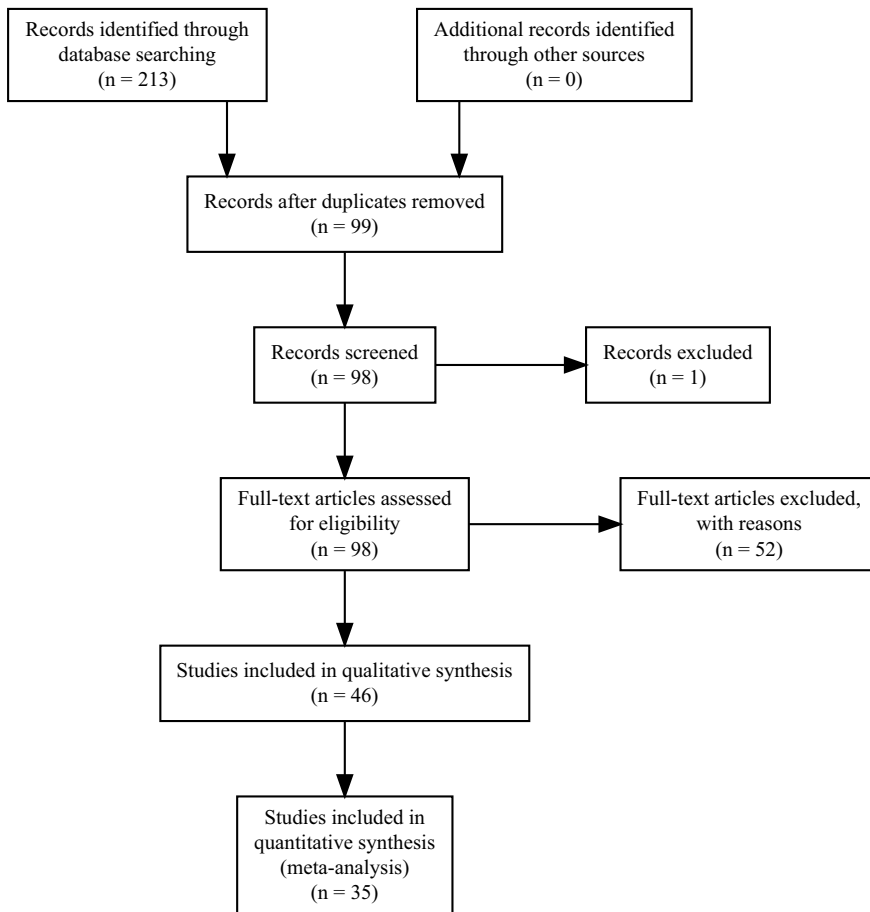 Records identified through
database searching
(n = 213)
Additional records identified
through other sources
(n = 0)
Records after duplicates removed
(n = 99)
Records screened
(n = 98)
Records excluded
(n = 1)
Full-text articles assessed
for eligibility
(n = 98)
Full-text articles excluded,
with reasons
(n = 52)
Studies included in qualitative synthesis
(n = 46)
Studies included in
quantitative synthesis
(meta-analysis)
(n = 35)